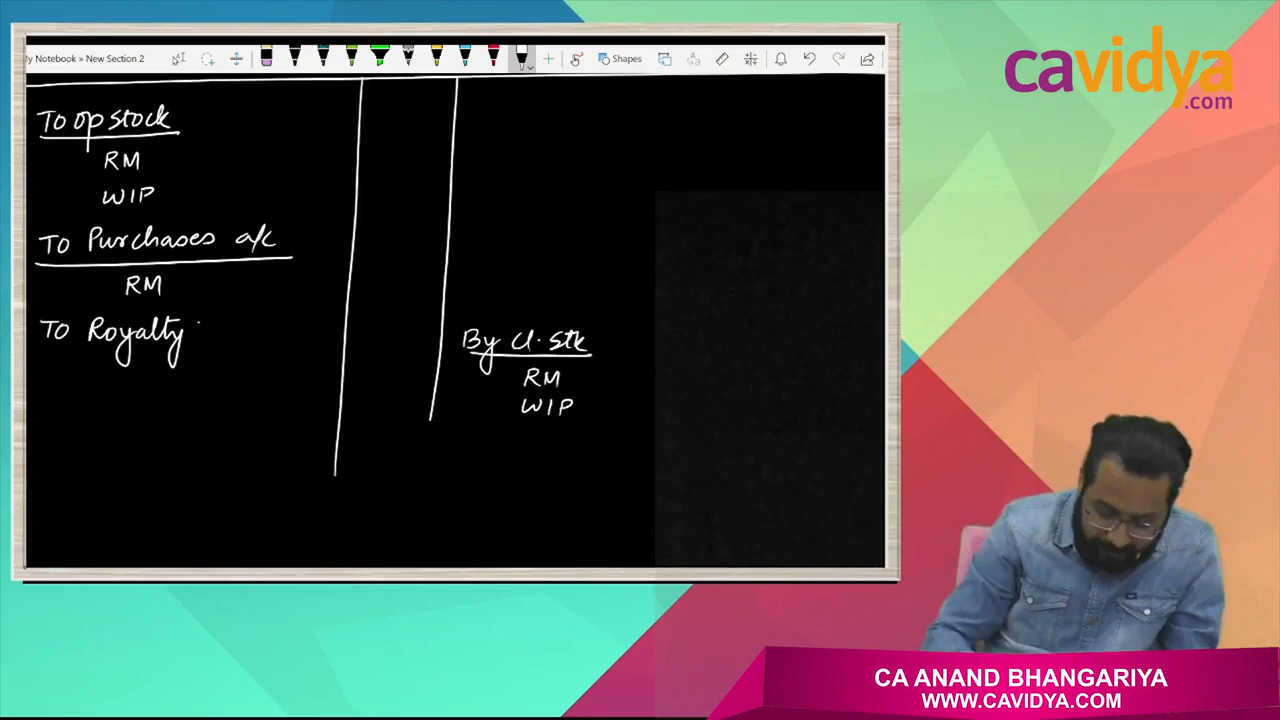 y Notebook » New Section 2
Shapes
To op stock
RM
WIP
To Purchases a/c
RM
To Royalty
By cl. stk
RM
WIP
cavidya
.com
CA ANAND BHANGARIYA
WWW.CAVIDYA.COM